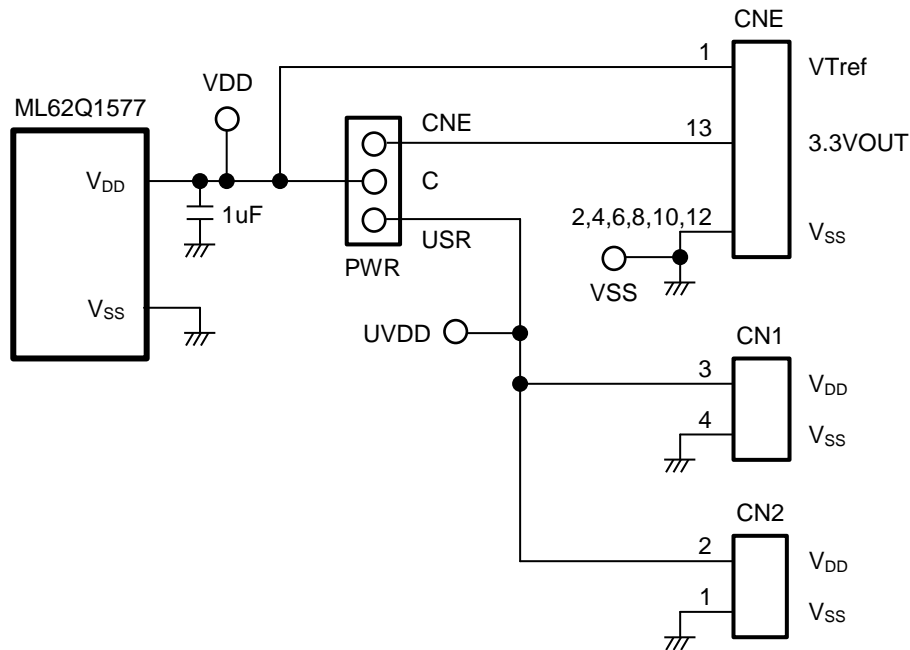 CNE
1
VTref
VDD
ML62Q1577
CNE
13
3.3VOUT
VDD
C
1uF
2,4,6,8,10,12
VSS
USR
PWR
VSS
VSS
UVDD
CN1
3
VDD
4
VSS
CN2
2
VDD
1
VSS